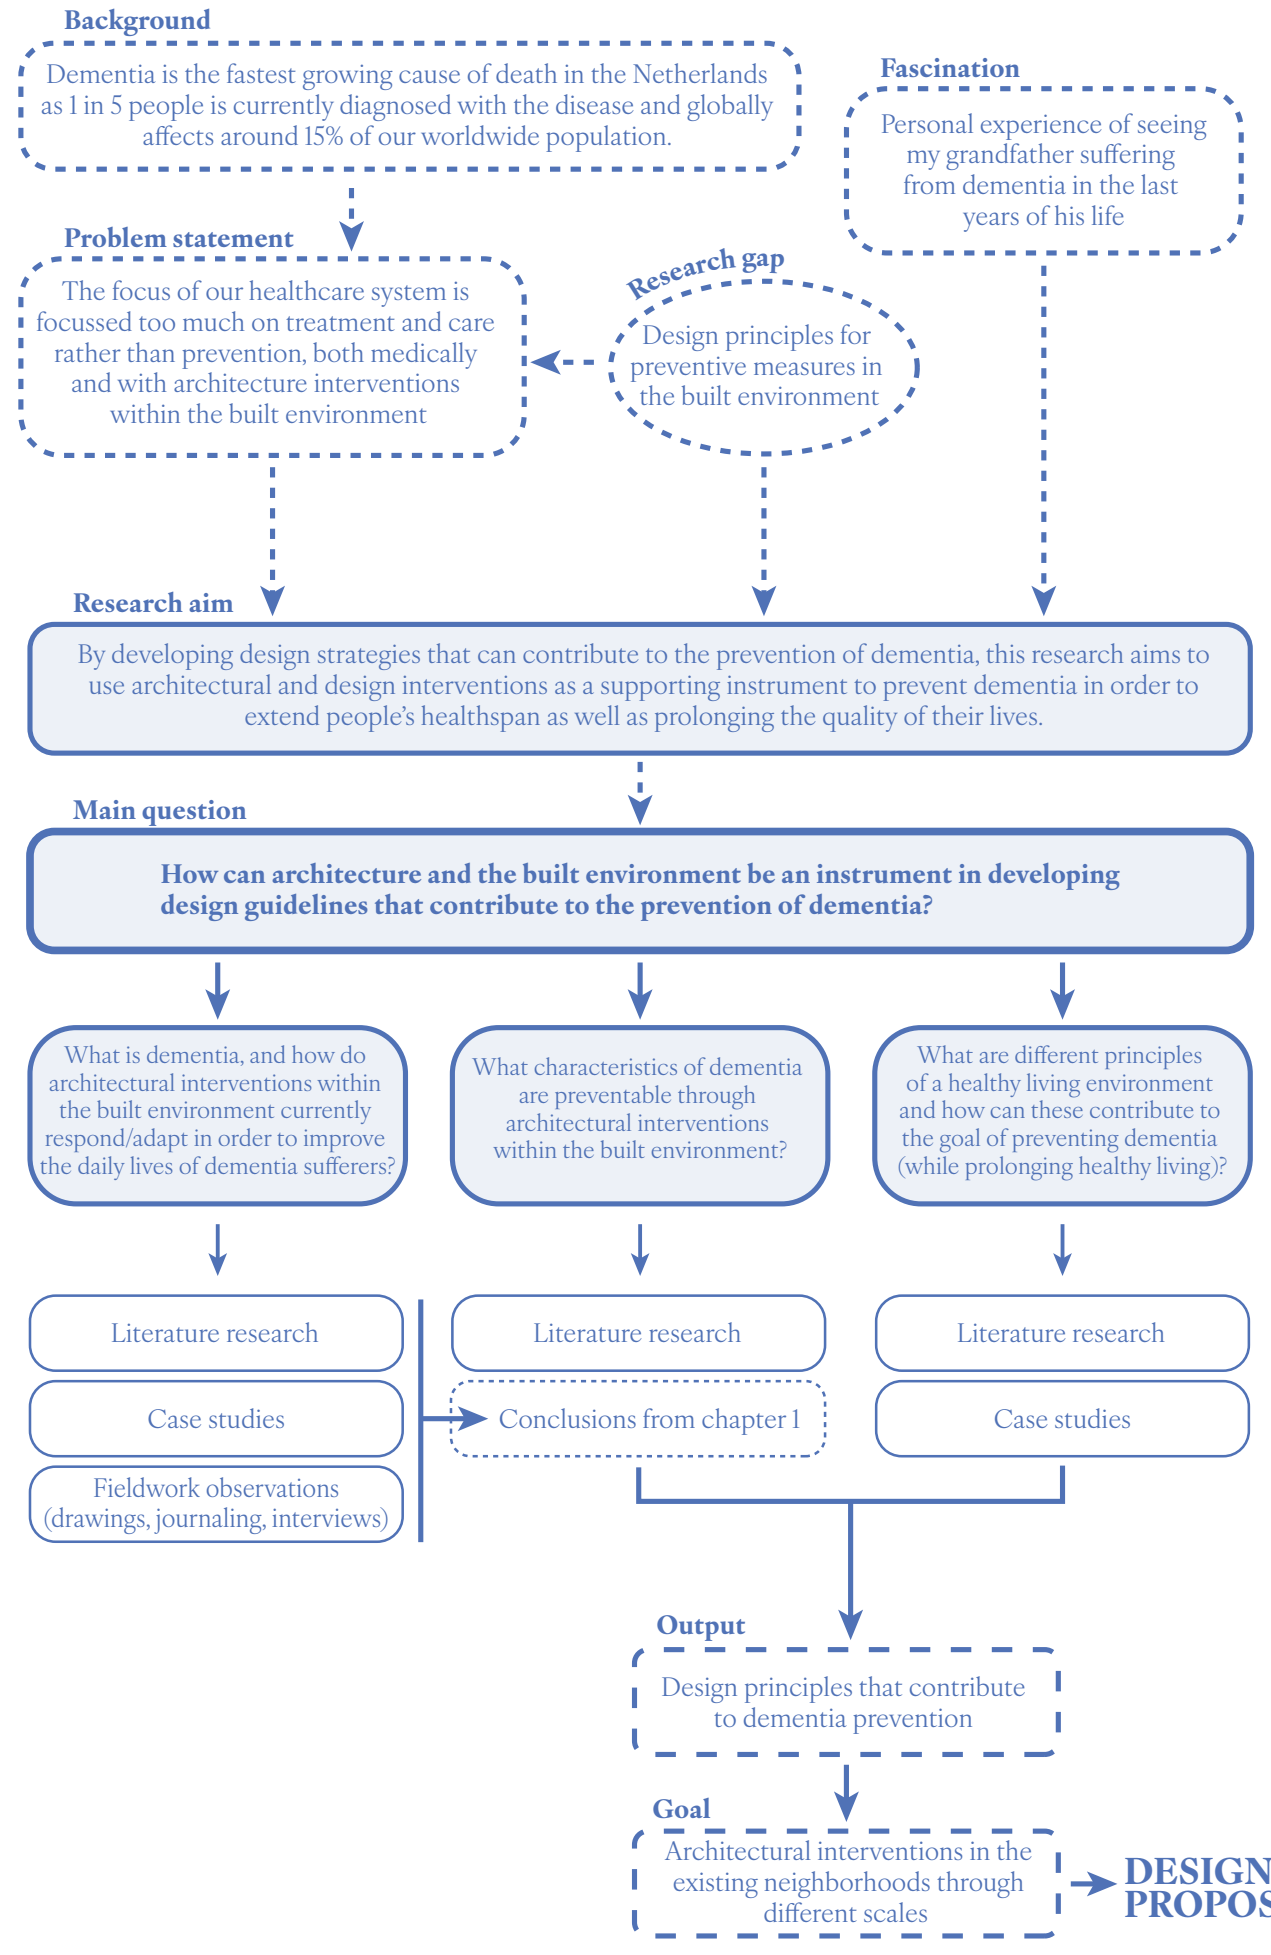 Background
Dementia is the fastest growing cause of death in the Netherlands
as 1 in 5 people is currently diagnosed with the disease and globally
affects around 15% of our worldwide population.
Fascination
Personal experience of seeing
my grandfather suffering
from dementia in the last
years of his life
Problem statement
The focus of our healthcare system is
focussed too much on treatment and care
rather than prevention, both medically
and with architecture interventions
within the built environment
Research gap
Design principles for
preventive measures in
the built environment
Research aim
By developing design strategies that can contribute to the prevention of dementia, this research aims to
use architectural and design interventions as a supporting instrument to prevent dementia in order to
extend people's healthspan as well as prolonging the quality of their lives.
Main question
How can architecture and the built environment be an instrument in developing
design guidelines that contribute to the prevention of dementia?
What is dementia, and how do
architectural interventions within
the built environment currently
respond/adapt in order to improve
the daily lives of dementia sufferers?
What characteristics of dementia
are preventable through
architectural interventions
within the built environment?
What are different principles
of a healthy living environment
and how can these contribute to
the goal of preventing dementia
(while prolonging healthy living)?
Literature research
Case studies
Fieldwork observations
(drawings, journaling, interviews)
Literature research
Conclusions from chapter 1
Literature research
Case studies
Output
Design principles that contribute
to dementia prevention
Goal
Architectural interventions in the
existing neighborhoods through
different scales
DESIGN
PROPOS